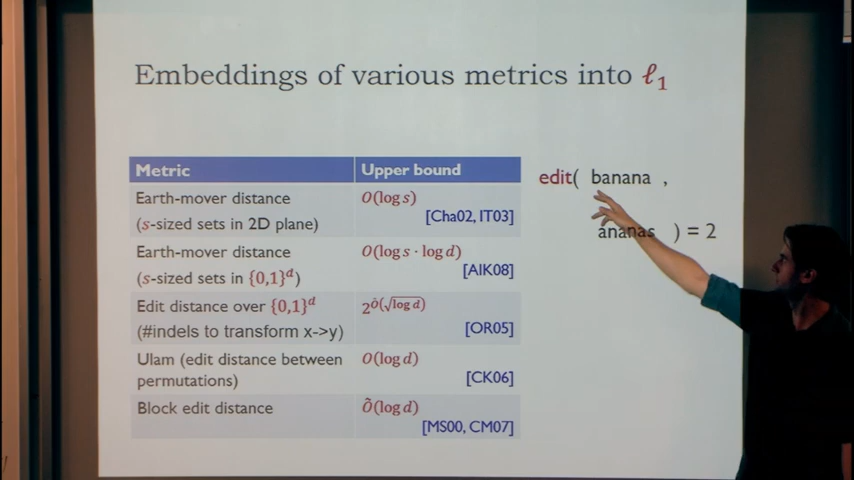 Embeddings of various metrics into ℓ₁
Metric Upper bound
Earth-mover distance O(log s)
(s-sized sets in 2D plane) [Cha02, IT03]
Earth-mover distance O(log s · log d)
(s-sized sets in {0,1}ᵈ) [AIK08]
Edit distance over {0,1}ᵈ 2^Õ(√log d)
(#indels to transform x->y) [OR05]
Ulam (edit distance between O(log d)
permutations) [CK06]
Block edit distance Õ(log d)
[MS00, CM07]
edit( banana ,
ananas ) = 2